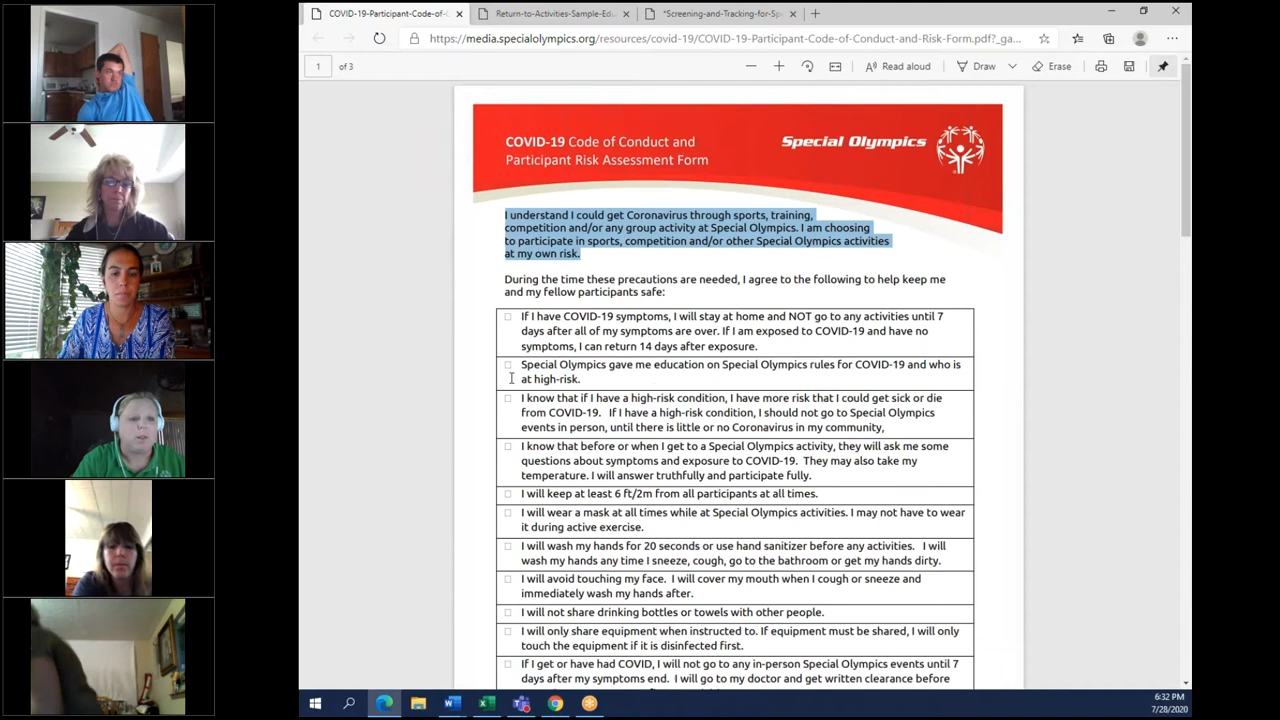 COVID-19-Participant-Code-of-C
Return-to-Activities-Sample-Edu
*Screening-and-Tracking-for-Sp
https://media.specialolympics.org/resources/covid-19/COVID-19-Participant-Code-of-Conduct-and-Risk-Form.pdf?_ga...
1 of 3
Read aloud
Draw
Erase
COVID-19 Code of Conduct and
Participant Risk Assessment Form
Special Olympics
I understand I could get Coronavirus through sports, training,
competition and/or any group activity at Special Olympics. I am choosing
to participate in sports, competition and/or other Special Olympics activities
at my own risk.
During the time these precautions are needed, I agree to the following to help keep me
and my fellow participants safe:
If I have COVID-19 symptoms, I will stay at home and NOT go to any activities until 7
days after all of my symptoms are over. If I am exposed to COVID-19 and have no
symptoms, I can return 14 days after exposure.
Special Olympics gave me education on Special Olympics rules for COVID-19 and who is
at high-risk.
I know that if I have a high-risk condition, I have more risk that I could get sick or die
from COVID-19. If I have a high-risk condition, I should not go to Special Olympics
events in person, until there is little or no Coronavirus in my community,
I know that before or when I get to a Special Olympics activity, they will ask me some
questions about symptoms and exposure to COVID-19. They may also take my
temperature. I will answer truthfully and participate fully.
I will keep at least 6 ft/2m from all participants at all times.
I will wear a mask at all times while at Special Olympics activities. I may not have to wear
it during active exercise.
I will wash my hands for 20 seconds or use hand sanitizer before any activities. I will
wash my hands any time I sneeze, cough, go to the bathroom or get my hands dirty.
I will avoid touching my face. I will cover my mouth when I cough or sneeze and
immediately wash my hands after.
I will not share drinking bottles or towels with other people.
I will only share equipment when instructed to. If equipment must be shared, I will only
touch the equipment if it is disinfected first.
If I get or have had COVID, I will not go to any in-person Special Olympics events until 7
days after my symptoms end. I will go to my doctor and get written clearance before
6:32 PM
7/28/2020